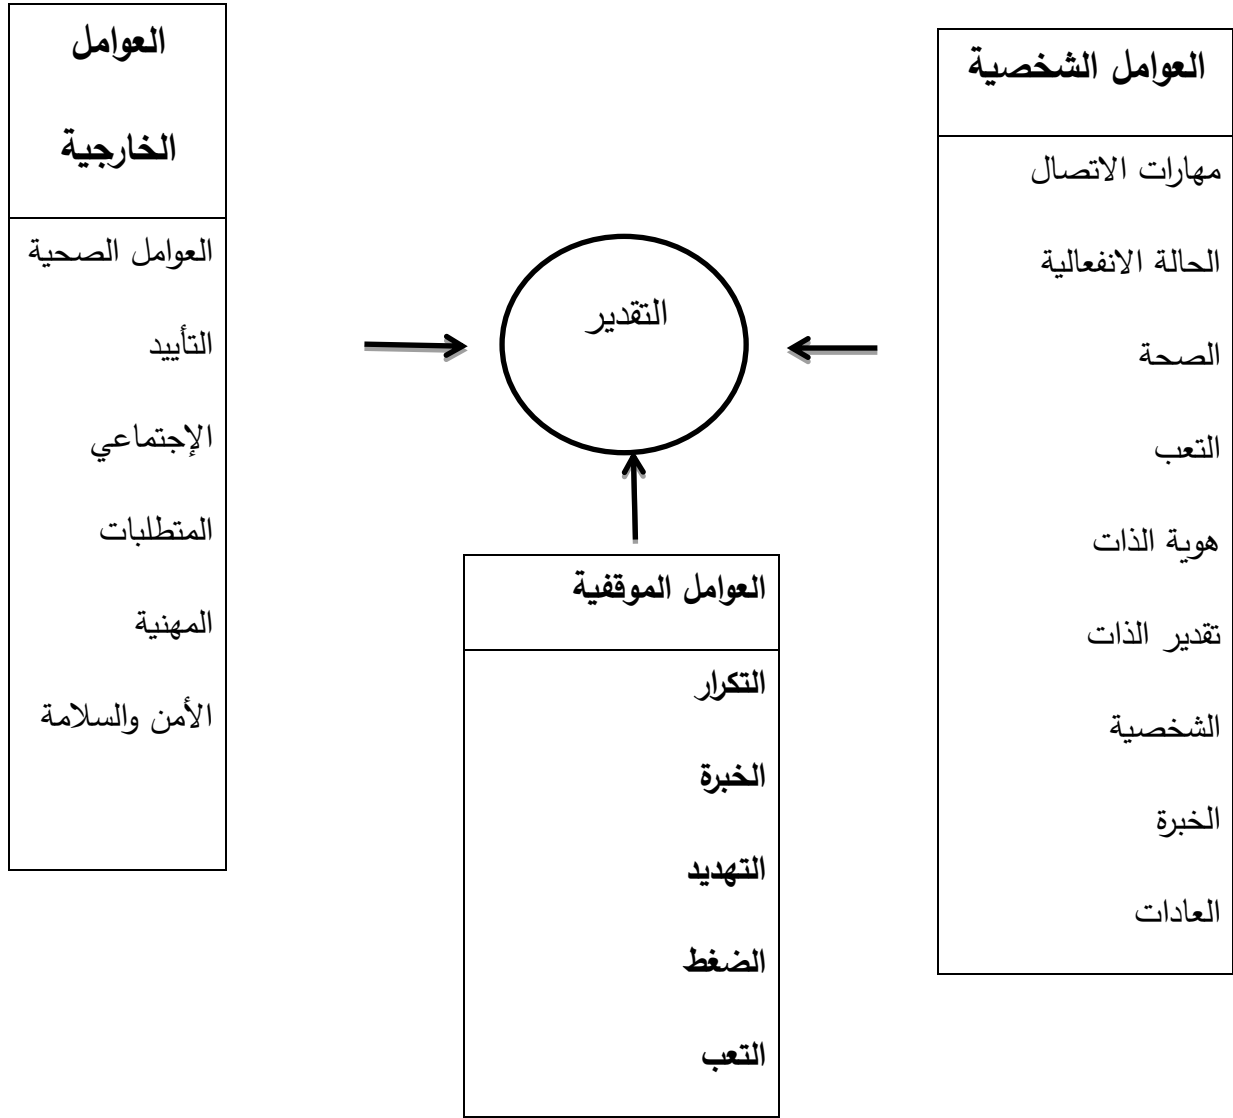 العوامل الشخصية
مهارات الاتصال
الحالة الانفعالية
الصحة
التعب
هوية الذات
تقدير الذات
الشخصية
الخبرة
العادات
التقدير
العوامل
الخارجية
العوامل الصحية
التأييد
الإجتماعي
المتطلبات
المهنية
الأمن والسلامة
العوامل الموقفية
التكرار
الخبرة
التهديد
الضغط
التعب